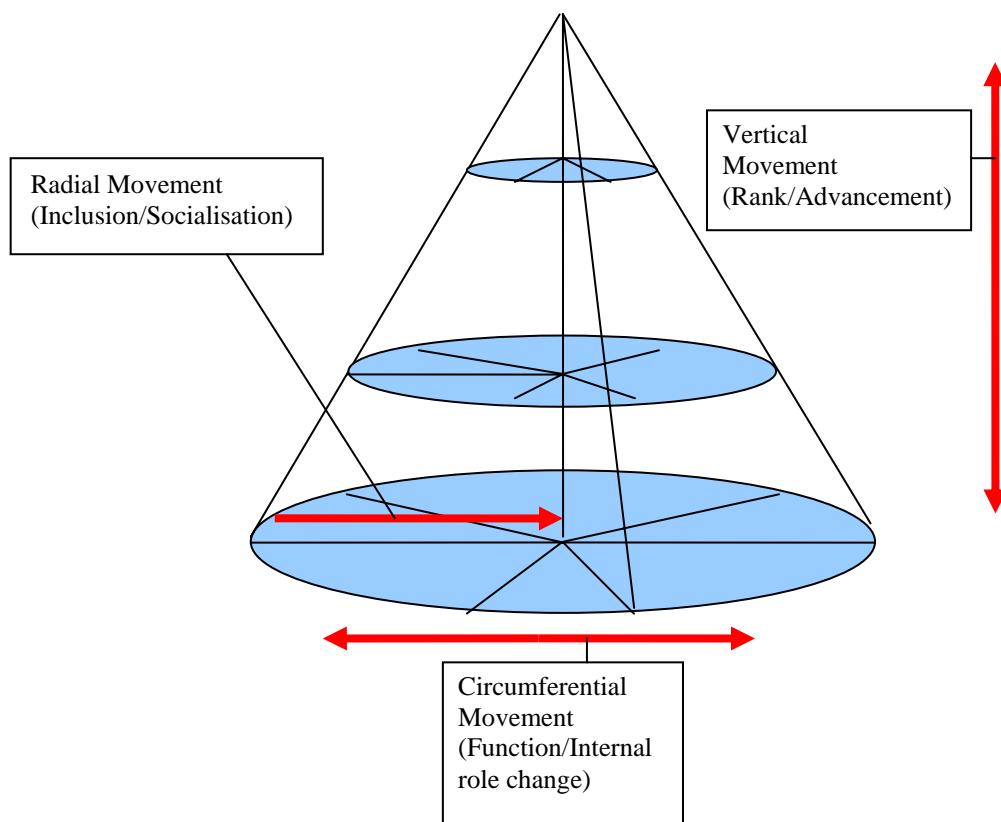 Radial Movement
(Inclusion/Socialisation)
Vertical
Movement
(Rank/Advancement)
Circumferential
Movement
(Function/Internal
role change)